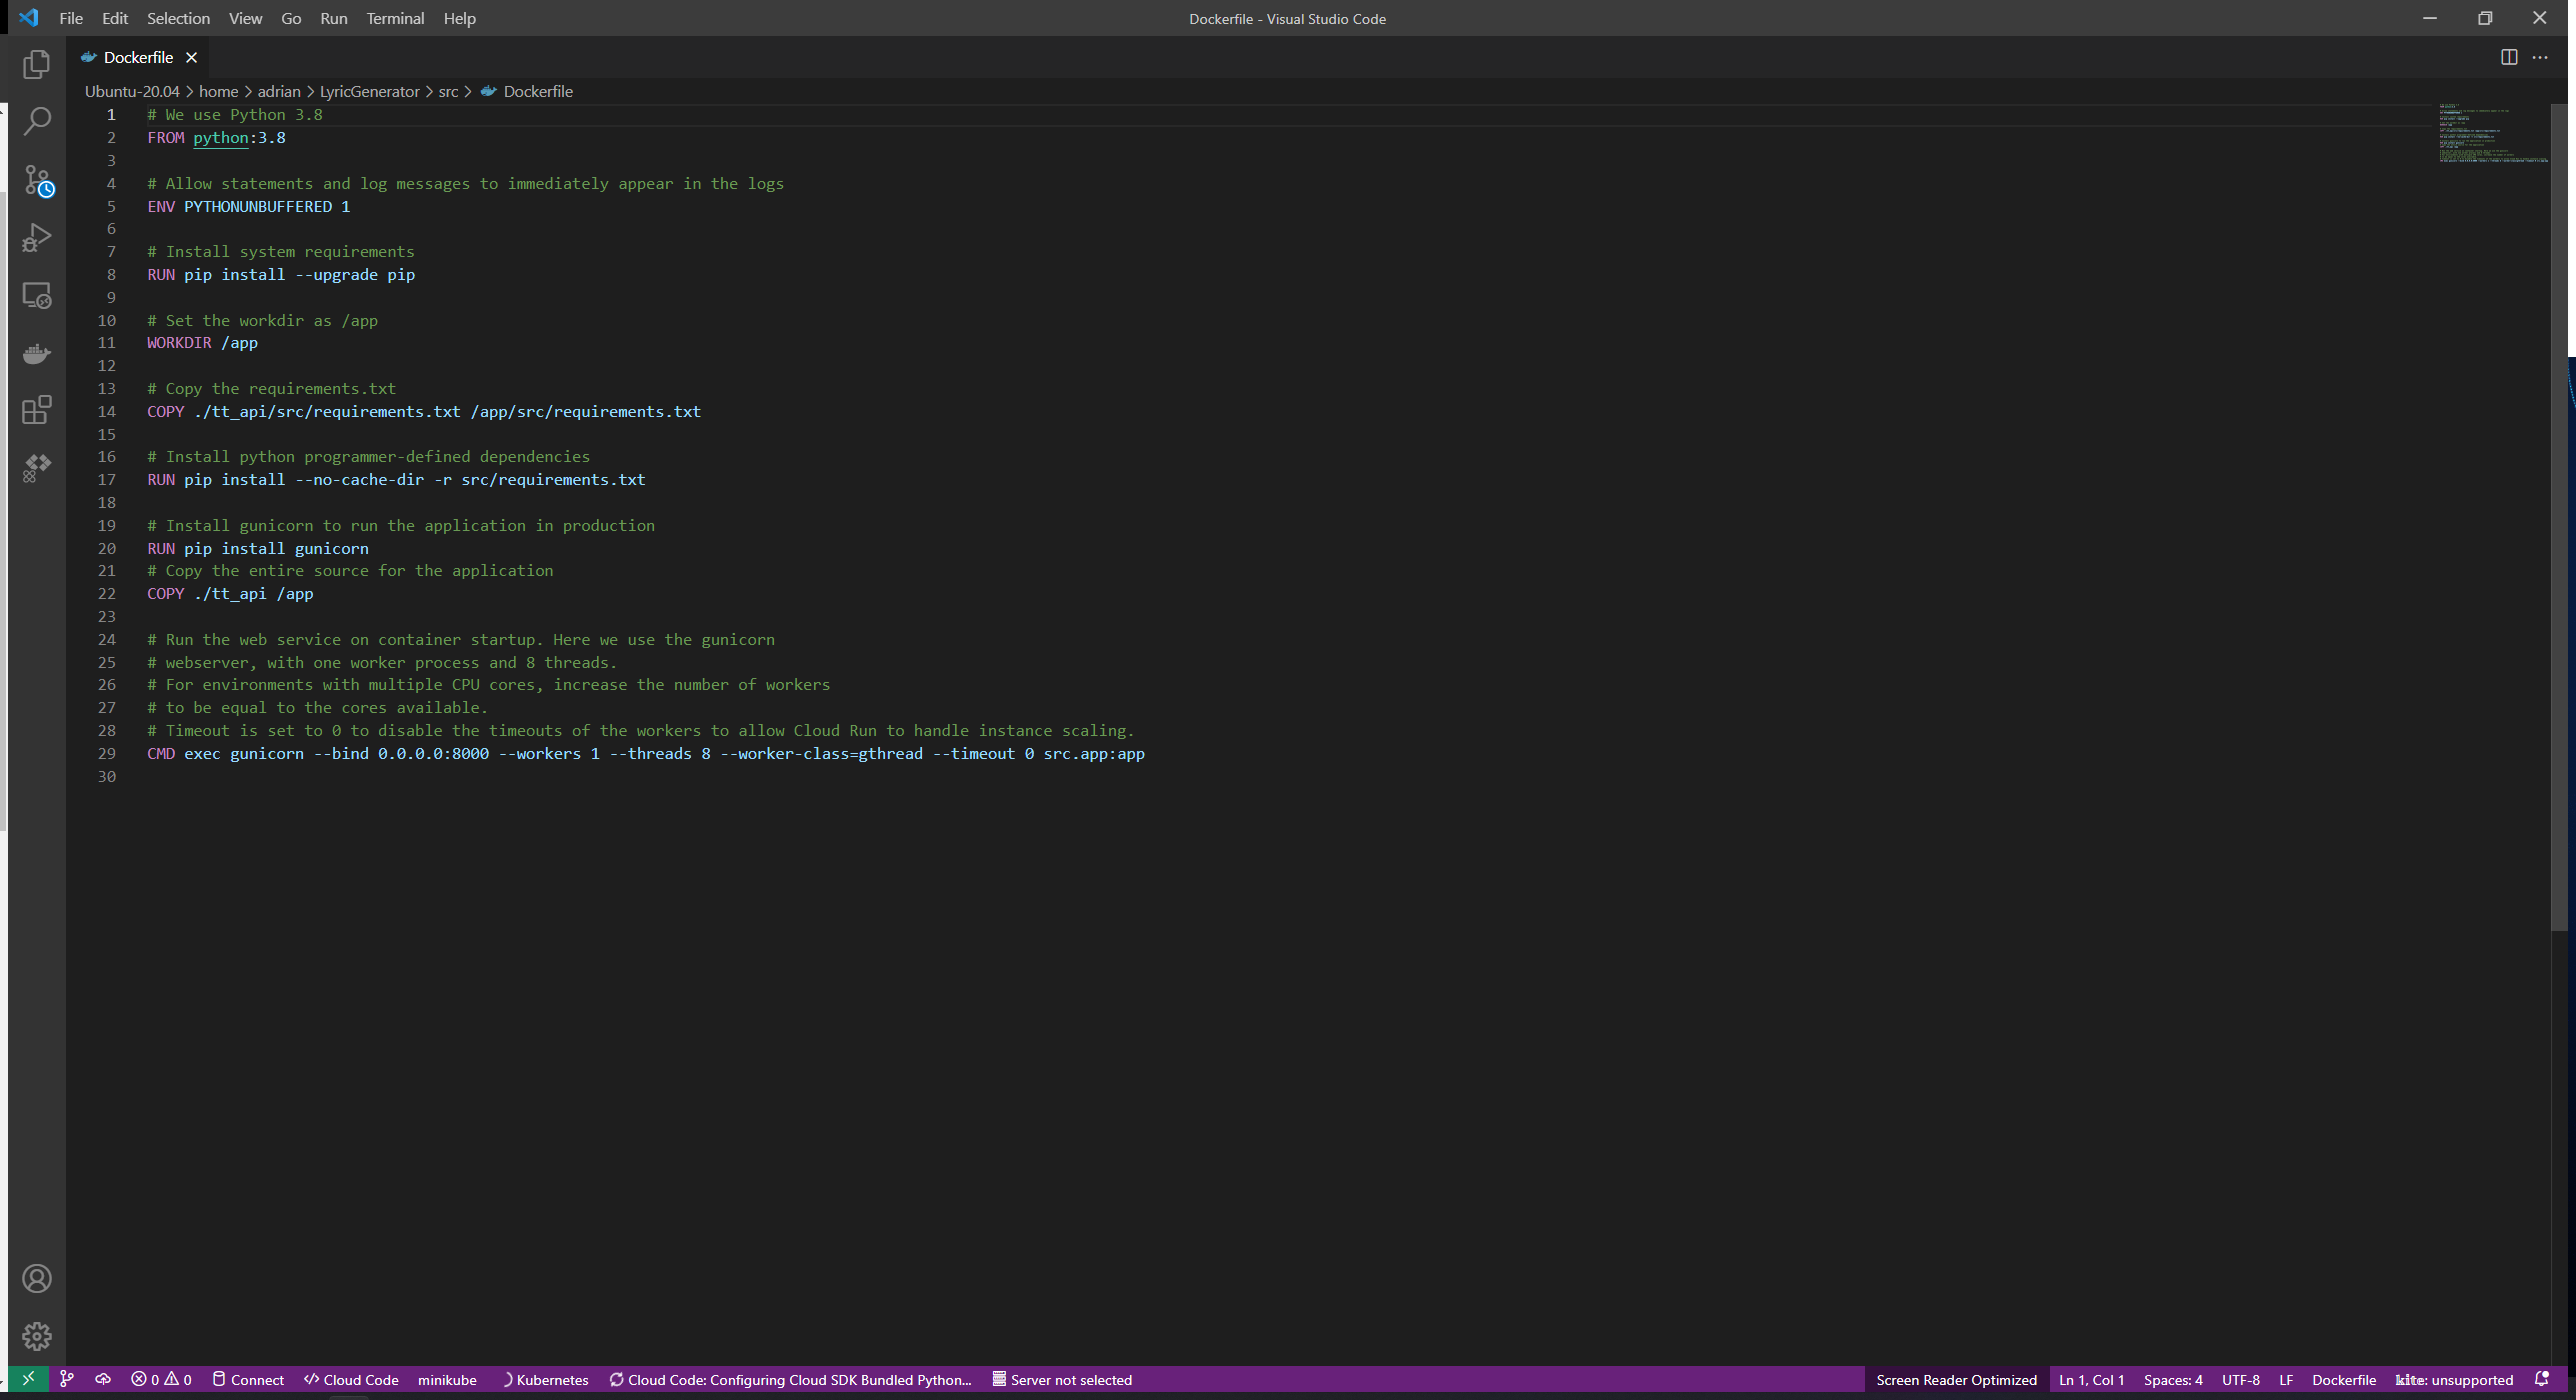 File Edit Selection View Go Run Terminal Help
Dockerfile - Visual Studio Code
Dockerfile
Ubuntu-20.04 > home > adrian > LyricGenerator > src > Dockerfile
1 # We use Python 3.8
2 FROM python:3.8
3
4 # Allow statements and log messages to immediately appear in the logs
5 ENV PYTHONUNBUFFERED 1
6
7 # Install system requirements
8 RUN pip install --upgrade pip
9
10 # Set the workdir as /app
11 WORKDIR /app
12
13 # Copy the requirements.txt
14 COPY ./tt_api/src/requirements.txt /app/src/requirements.txt
15
16 # Install python programmer-defined dependencies
17 RUN pip install --no-cache-dir -r src/requirements.txt
18
19 # Install gunicorn to run the application in production
20 RUN pip install gunicorn
21 # Copy the entire source for the application
22 COPY ./tt_api /app
23
24 # Run the web service on container startup. Here we use the gunicorn
25 # webserver, with one worker process and 8 threads.
26 # For environments with multiple CPU cores, increase the number of workers
27 # to be equal to the cores available.
28 # Timeout is set to 0 to disable the timeouts of the workers to allow Cloud Run to handle instance scaling.
29 CMD exec gunicorn --bind 0.0.0.0:8000 --workers 1 --threads 8 --worker-class=gthread --timeout 0 src.app:app
30
0 0 Connect Cloud Code minikube Kubernetes Cloud Code: Configuring Cloud SDK Bundled Python... Server not selected Screen Reader Optimized Ln 1, Col 1 Spaces: 4 UTF-8 LF Dockerfile kite: unsupported